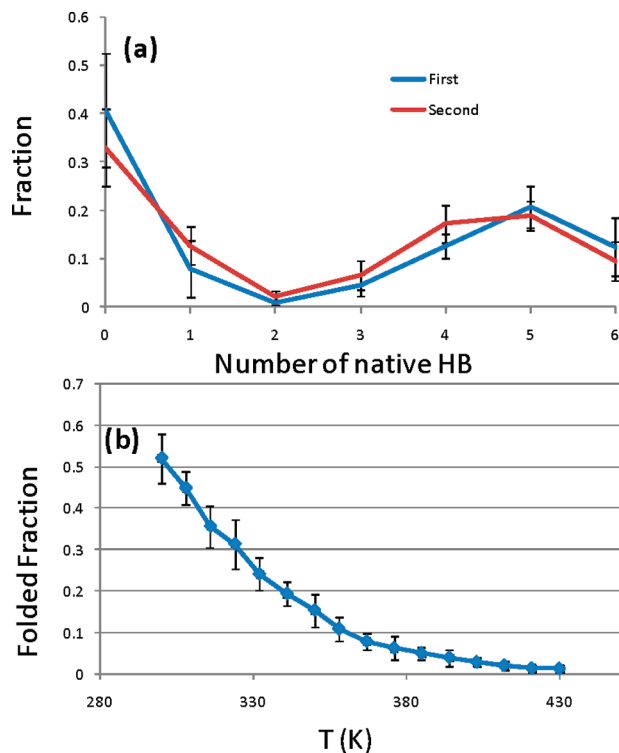 0.6
(a)
0.5
First
0.4
Second
0.3
Fraction
0.2
0.1
0
0 1 2 3 4 5 6
Number of native HB
0.7
0.6
(b)
0.5
0.4
0.3
Folded Fraction
0.2
0.1
0
280 330 380 430
T (K)